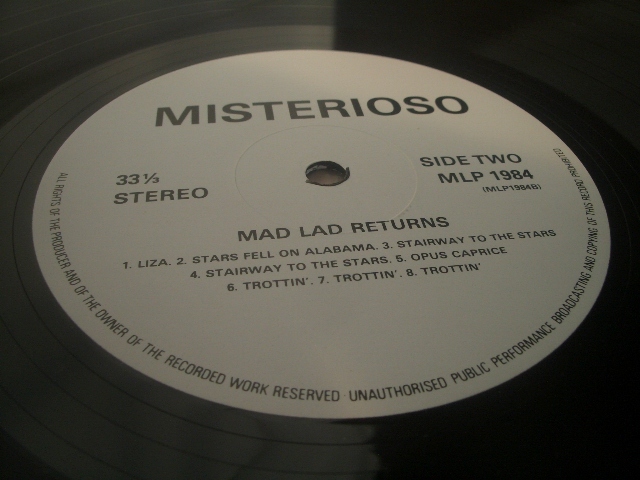 MISTERIOSO
33⅓
STEREO
SIDE TWO
MLP 1984
(MLP1984B)
MAD LAD RETURNS
1. LIZA. 2. STARS FELL ON ALABAMA. 3. STAIRWAY TO THE STARS
4. STAIRWAY TO THE STARS. 5. OPUS CAPRICE
6. TROTTIN'. 7. TROTTIN'. 8. TROTTIN'
ALL RIGHTS OF THE PRODUCER AND OF THE OWNER OF THE RECORDED WORK RESERVED · UNAUTHORISED PUBLIC PERFORMANCE BROADCASTING AND COPYING OF THIS RECORD PROHIBITED